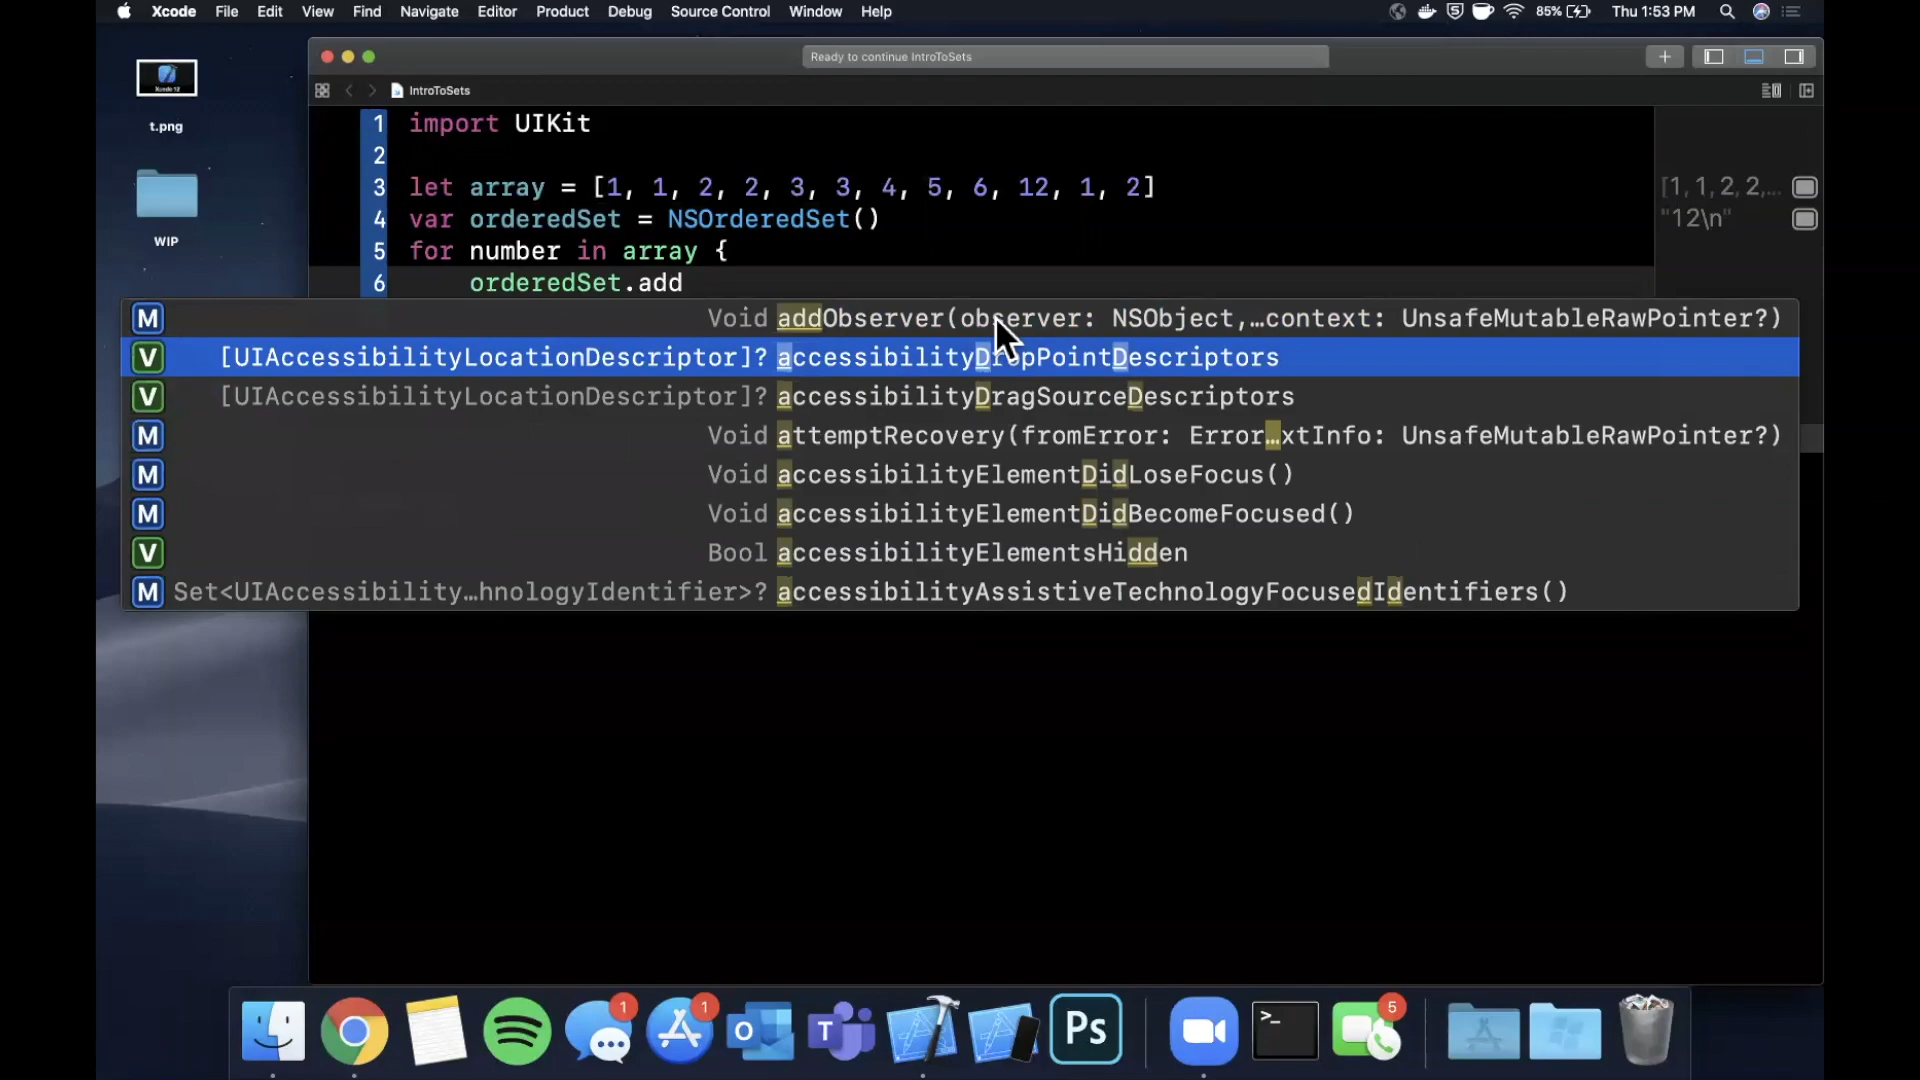 Xcode File Edit View Find Navigate Editor Product Debug Source Control Window Help 85% Thu 1:53 PM
Xcode 12
t.png
WIP
Ready to continue IntroToSets
IntroToSets
1 import UIKit
2
3 let array = [1, 1, 2, 2, 3, 3, 4, 5, 6, 12, 1, 2]
[1, 1, 2, 2,...
4 var orderedSet = NSOrderedSet()
"12\n"
5 for number in array {
6 orderedSet.add
M Void addObserver(observer: NSObject,…context: UnsafeMutableRawPointer?)
V [UIAccessibilityLocationDescriptor]? accessibilityDropPointDescriptors
V [UIAccessibilityLocationDescriptor]? accessibilityDragSourceDescriptors
M Void attemptRecovery(fromError: Error…xtInfo: UnsafeMutableRawPointer?)
M Void accessibilityElementDidLoseFocus()
M Void accessibilityElementDidBecomeFocused()
V Bool accessibilityElementsHidden
M Set<UIAccessibility…hnologyIdentifier>? accessibilityAssistiveTechnologyFocusedIdentifiers()
1 1 5
O T Ps >_